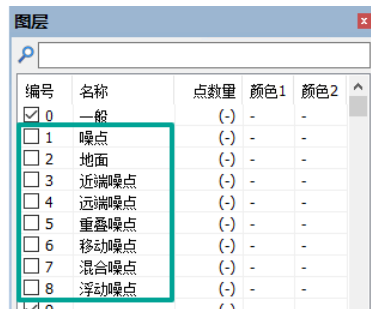 图层
编号 名称 点数量 颜色1 颜色2
0 一般 (-) - -
1 噪点 (-) - -
2 地面 (-) - -
3 近端噪点 (-) - -
4 远端噪点 (-) - -
5 重叠噪点 (-) - -
6 移动噪点 (-) - -
7 混合噪点 (-) - -
8 浮动噪点 (-) - -